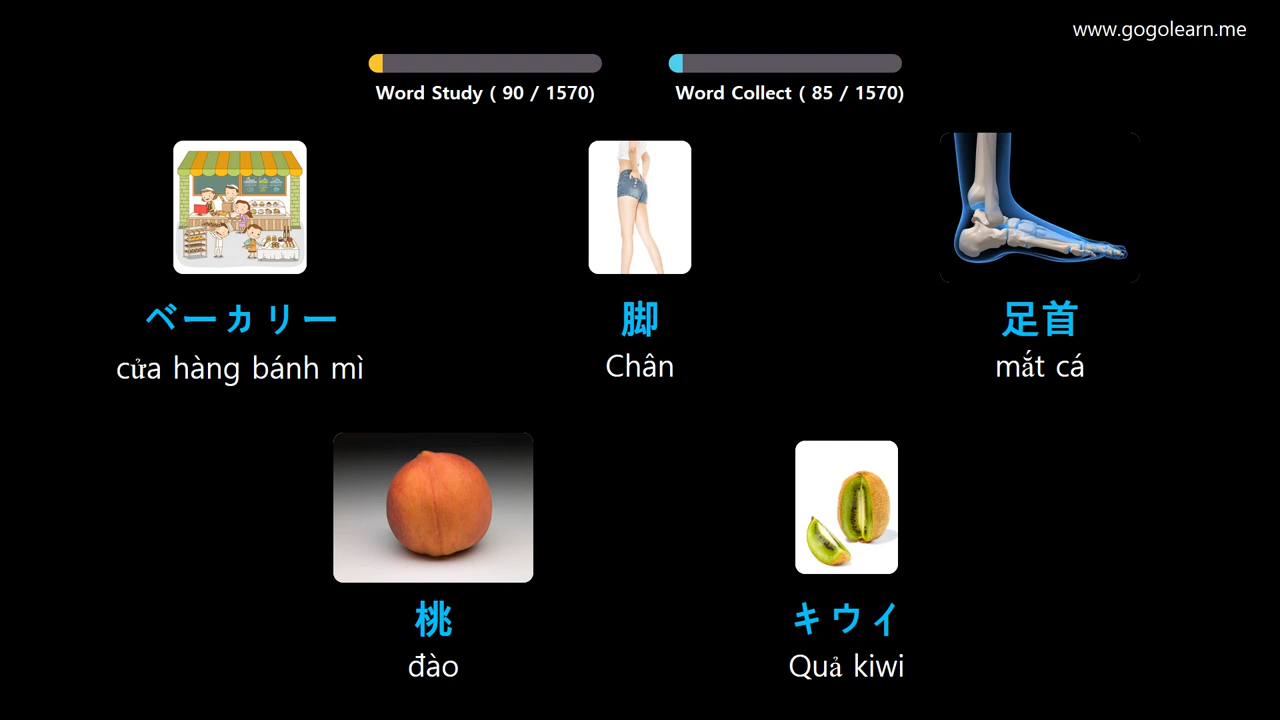 www.gogolearn.me
Word Study ( 90 / 1570)
Word Collect ( 85 / 1570)
ベーカリー
cửa hàng bánh mì
脚
Chân
足首
mắt cá
桃
đào
キウイ
Quả kiwi